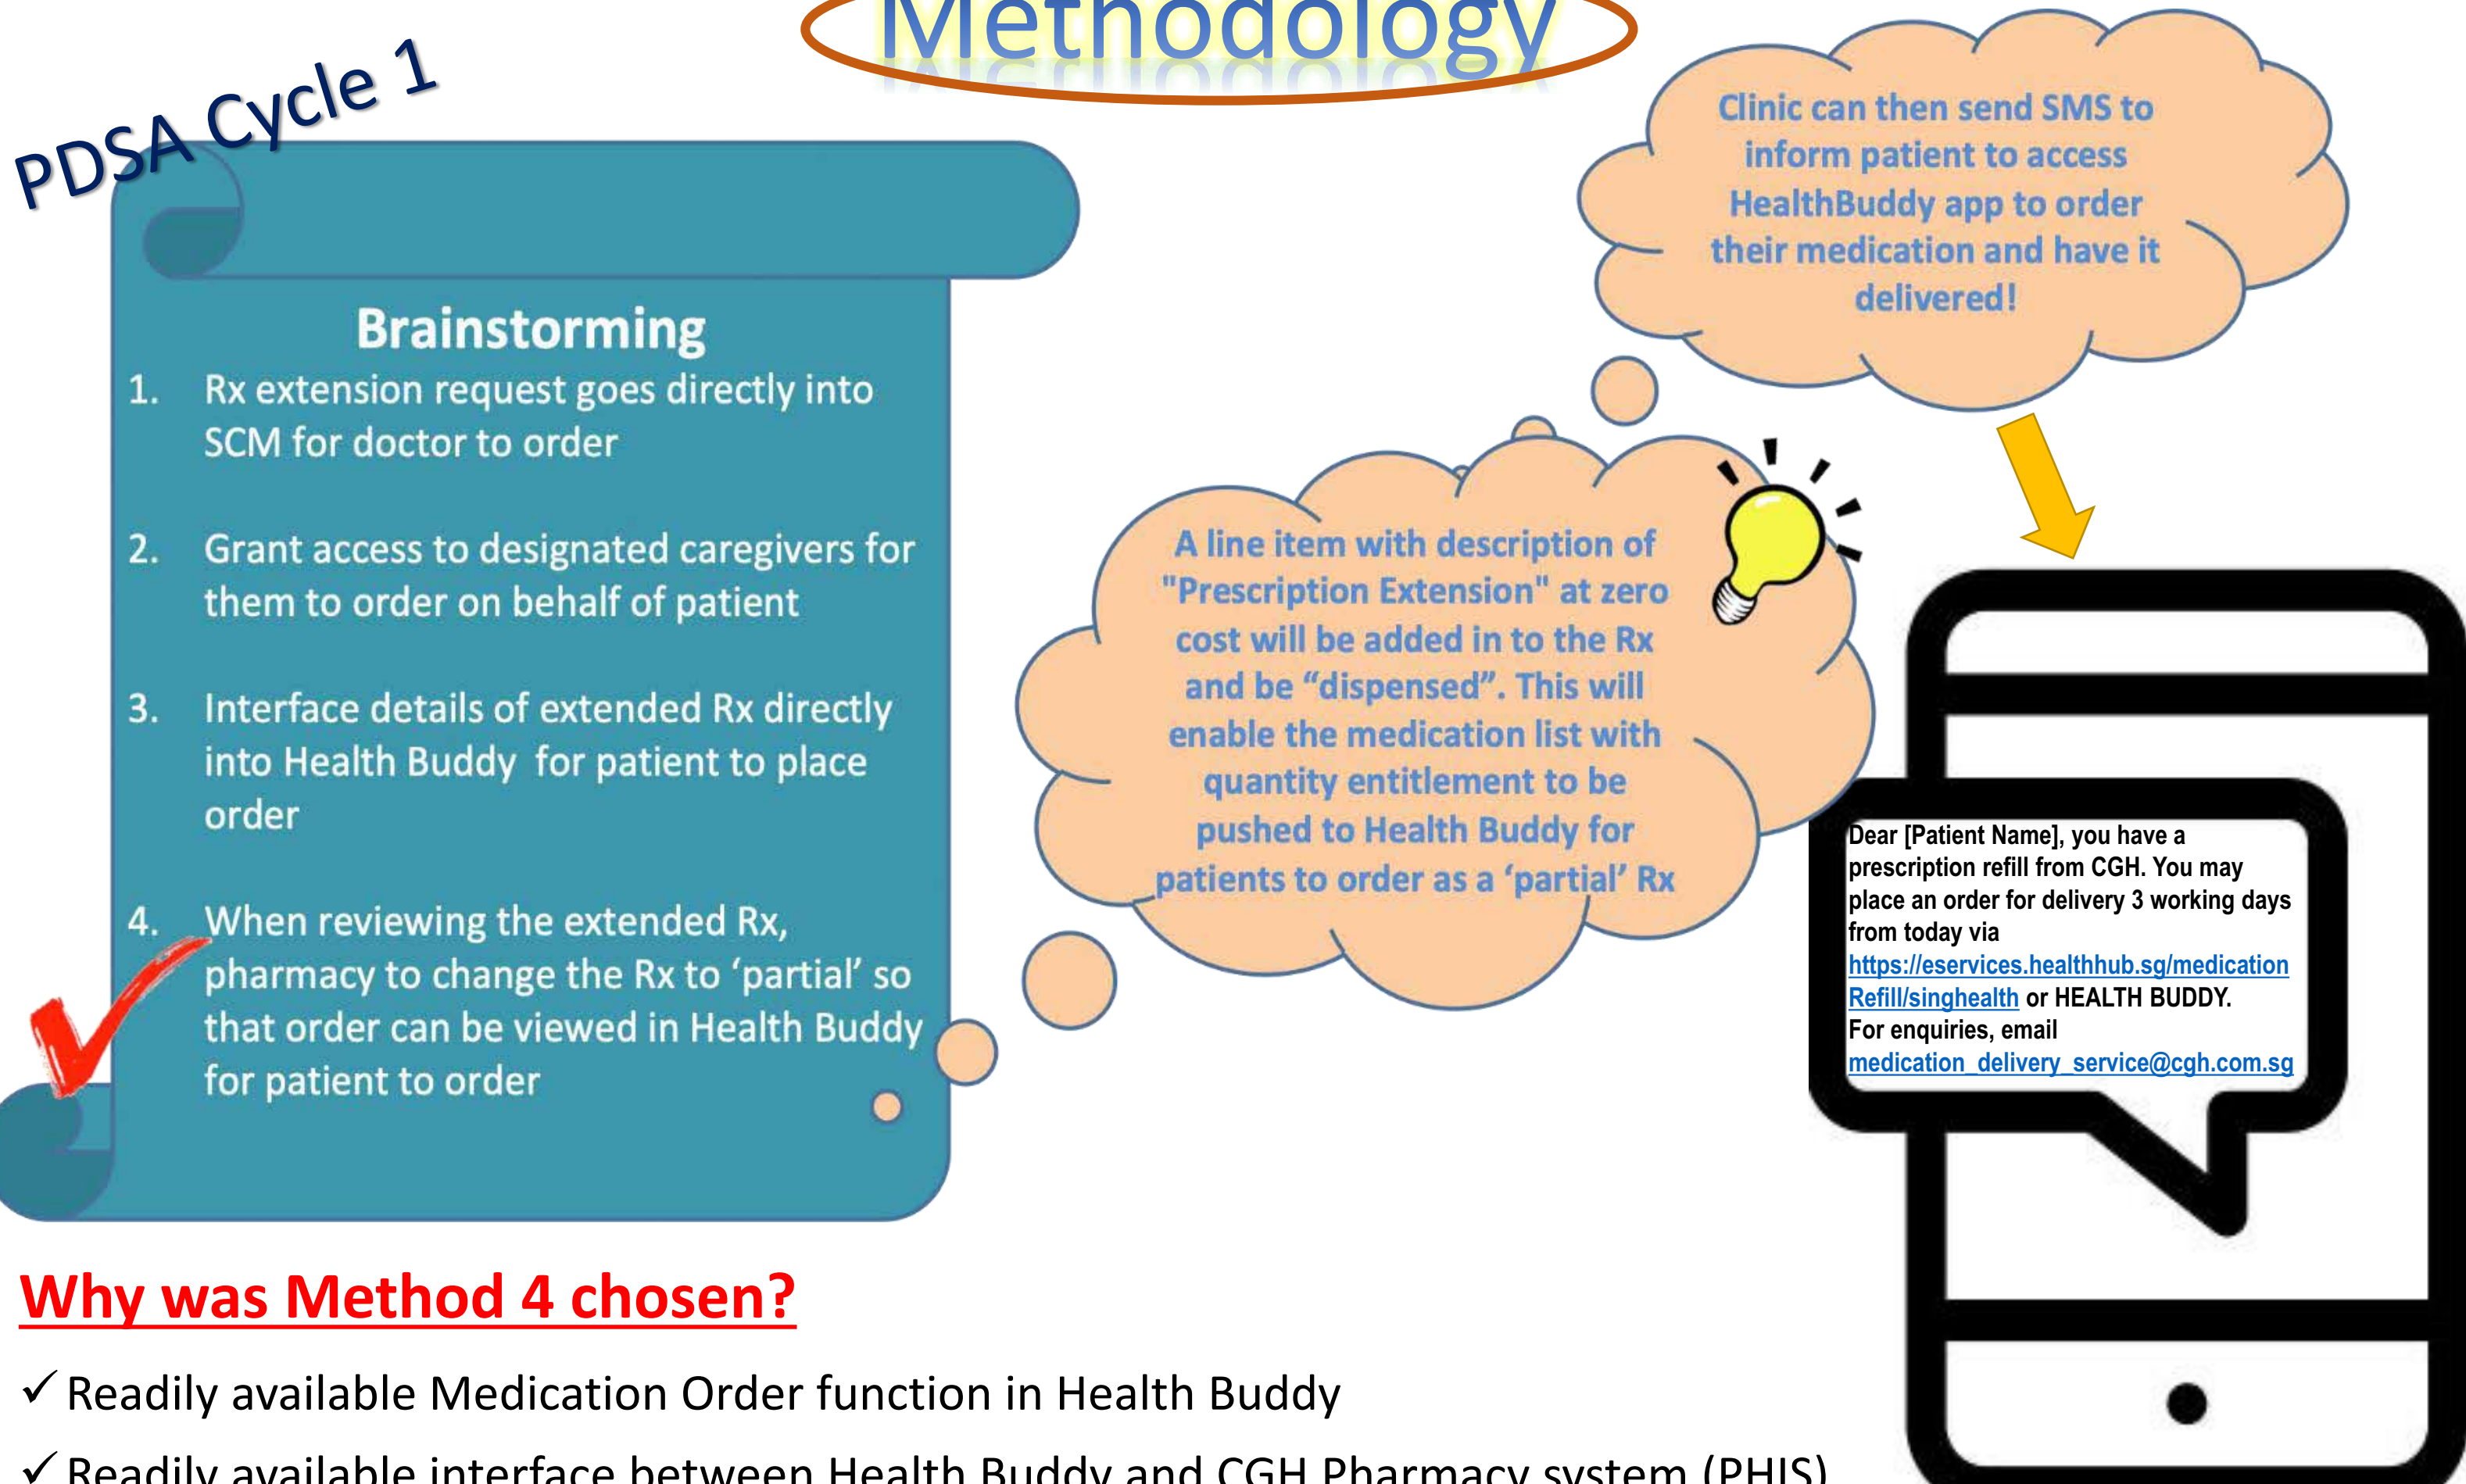 Methodology
PDSA Cycle 1
Brainstorming
1. Rx extension request goes directly into
SCM for doctor to order
2. Grant access to designated caregivers for
them to order on behalf of patient
3. Interface details of extended Rx directly
into Health Buddy for patient to place
order
4. When reviewing the extended Rx,
pharmacy to change the Rx to ‘partial’ so
that order can be viewed in Health Buddy
for patient to order
A line item with description of
"Prescription Extension" at zero
cost will be added in to the Rx
and be “dispensed”. This will
enable the medication list with
quantity entitlement to be
pushed to Health Buddy for
patients to order as a ‘partial’ Rx
Clinic can then send SMS to
inform patient to access
HealthBuddy app to order
their medication and have it
delivered!
Dear [Patient Name], you have a
prescription refill from CGH. You may
place an order for delivery 3 working days
from today via
https://eservices.healthhub.sg/medication
Refill/singhealth or HEALTH BUDDY.
For enquiries, email
medication_delivery_service@cgh.com.sg
Why was Method 4 chosen?
✓ Readily available Medication Order function in Health Buddy
✓ Readily available interface between Health Buddy and CGH Pharmacy system (PHIS)